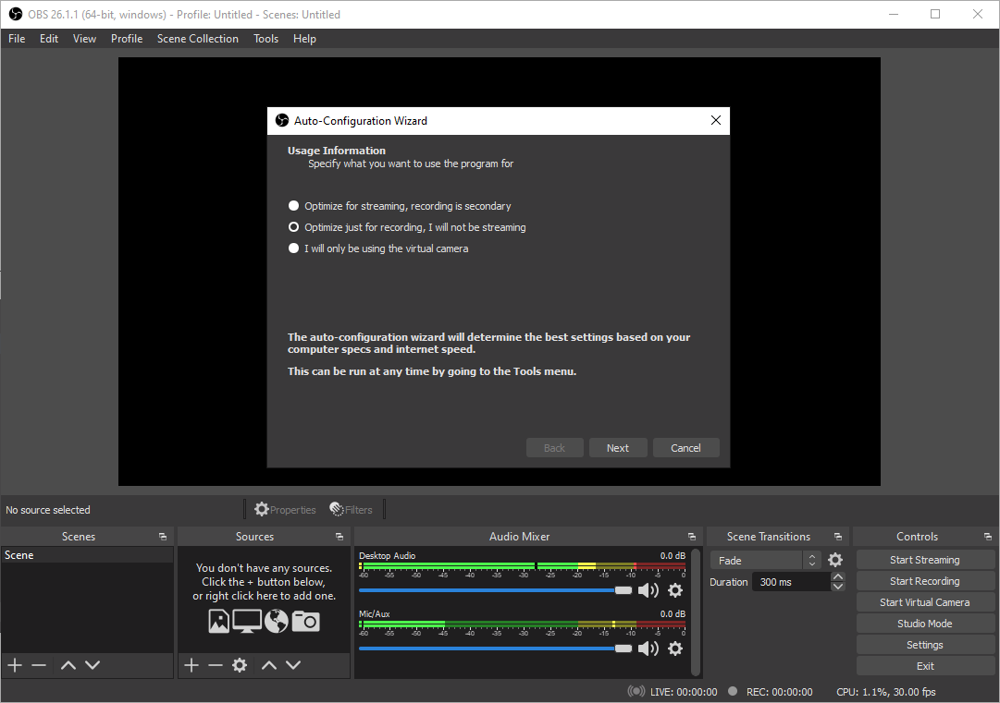 OBS 26.1.1 (64-bit, windows) - Profile: Untitled - Scenes: Untitled
File Edit View Profile Scene Collection Tools Help
Auto-Configuration Wizard
Usage Information
Specify what you want to use the program for
Optimize for streaming, recording is secondary
Optimize just for recording, I will not be streaming
I will only be using the virtual camera
The auto-configuration wizard will determine the best settings based on your
computer specs and internet speed.
This can be run at any time by going to the Tools menu.
Back Next Cancel
No source selected Properties Filters
Scenes Sources Audio Mixer Scene Transitions Controls
Scene
You don't have any sources.
Click the + button below,
or right click here to add one.
Desktop Audio 0.0 dB
-60 -55 -50 -45 -40 -35 -30 -25 -20 -15 -10 -5 0
Mic/Aux 0.0 dB
-60 -55 -50 -45 -40 -35 -30 -25 -20 -15 -10 -5 0
Fade
Duration 300 ms
Start Streaming
Start Recording
Start Virtual Camera
Studio Mode
Settings
Exit
LIVE: 00:00:00 REC: 00:00:00 CPU: 1.1%, 30.00 fps